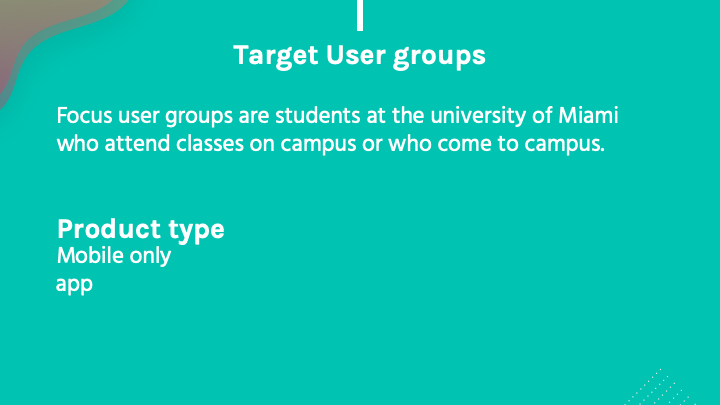 Target User groups
Focus user groups are students at the university of Miami
who attend classes on campus or who come to campus.
Product type
Mobile only
app